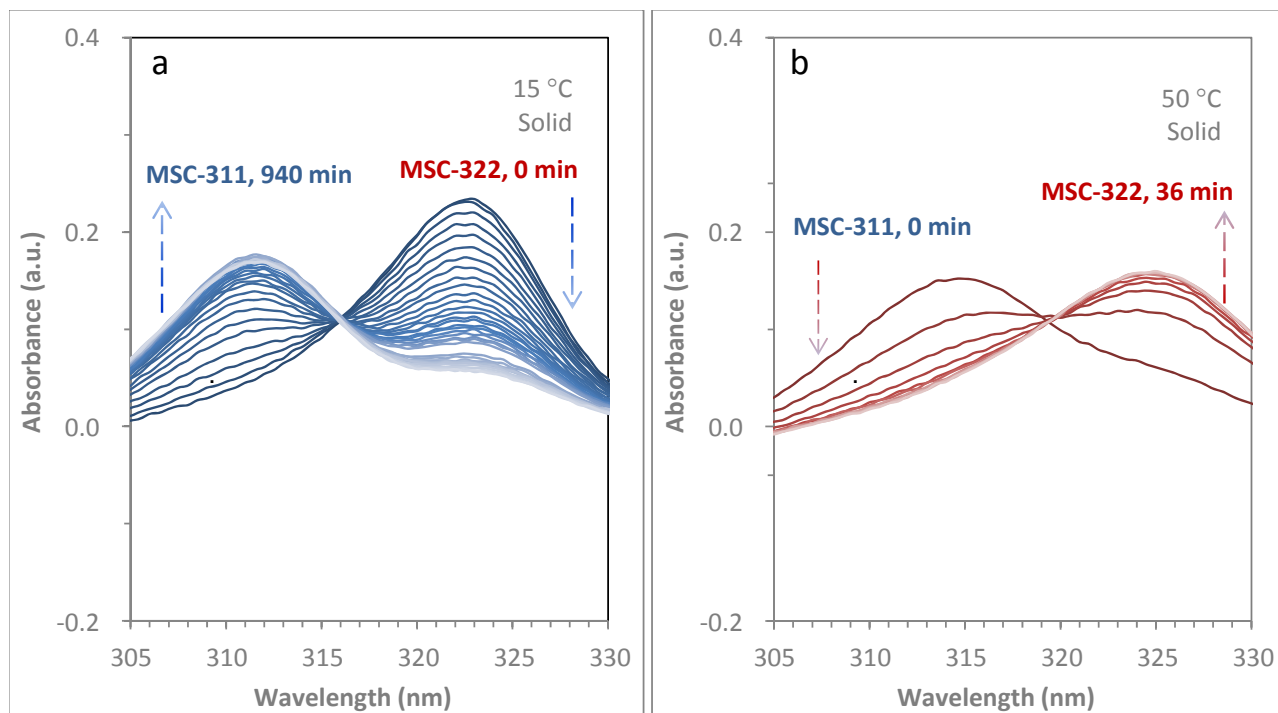 a
15 °C
Solid
MSC-311, 940 min
MSC-322, 0 min
0.4
0.2
0.0
-0.2
Absorbance (a.u.)
305 310 315 320 325 330
Wavelength (nm)
b
50 °C
Solid
MSC-311, 0 min
MSC-322, 36 min
0.4
0.2
0.0
-0.2
Absorbance (a.u.)
305 310 315 320 325 330
Wavelength (nm)